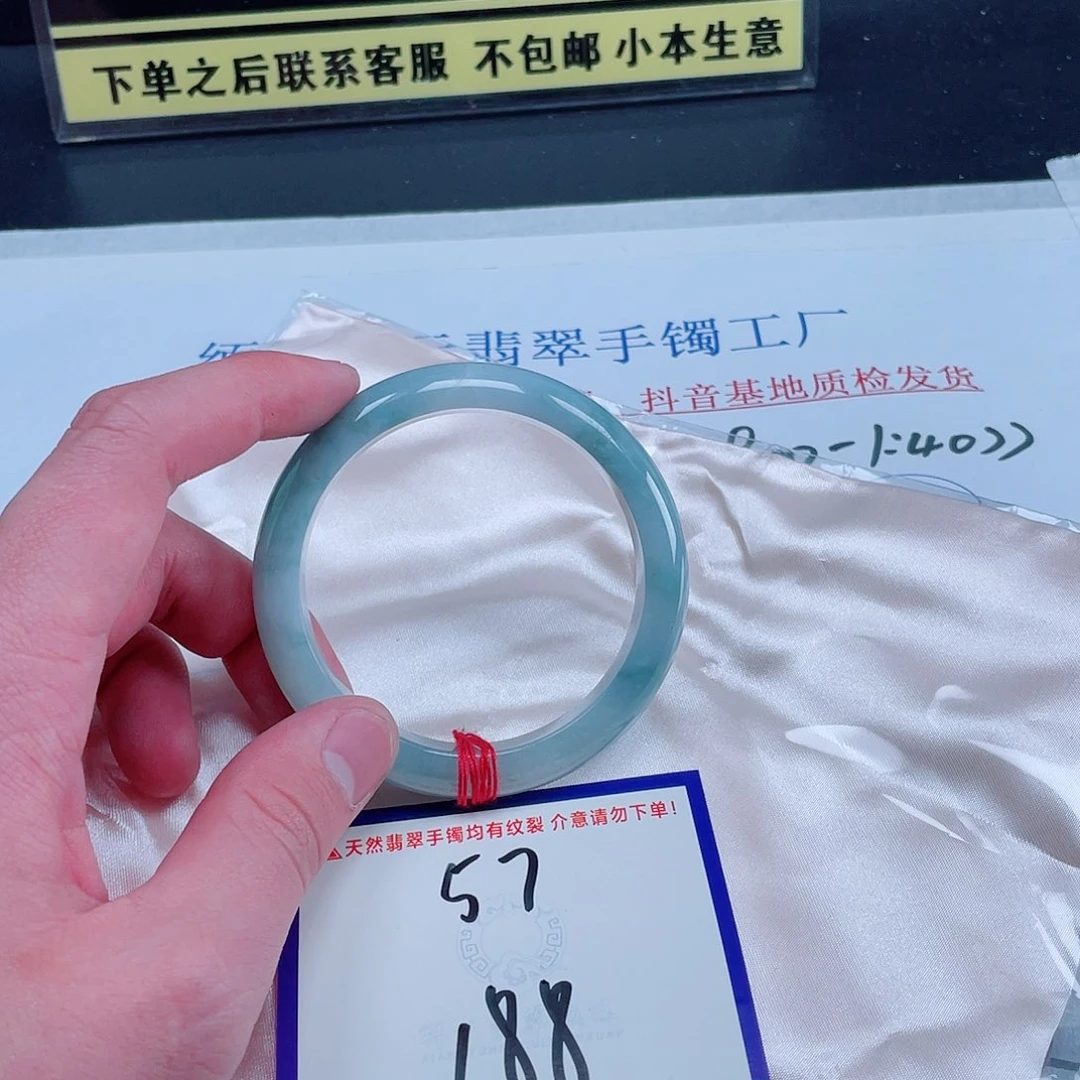 下单之后联系客服 不包邮 小本生意
翡翠手镯工厂
抖音基地质检发货
-1:40>>
天然翡翠手镯均有纹裂 介意请勿下单!
57
188